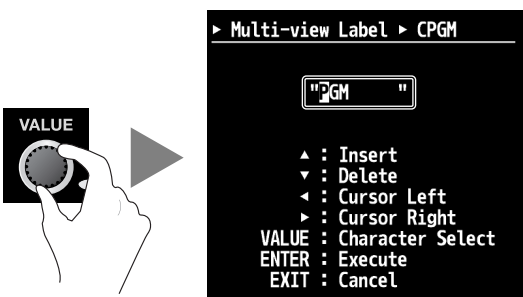 VALUE
▸ Multi-view Label ▸ CPGM
"PGM      "
▴ : Insert
▾ : Delete
◂ : Cursor Left
▸ : Cursor Right
VALUE : Character Select
ENTER : Execute
EXIT : Cancel